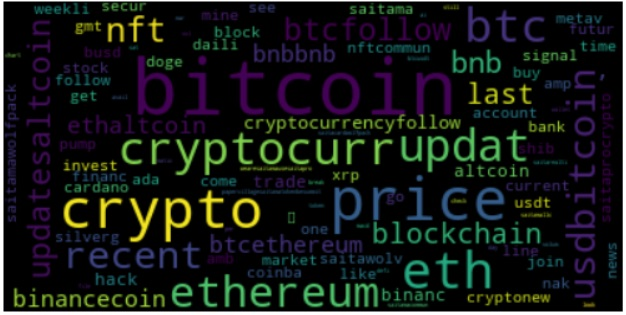 weekli secur saitama see metav
nft mine btcfollow btc
gmt busd block nftcommun futur
stock daili bnbbnb signal time
doge bnb buy amp
follow bitcoin last
get account
ethaltcoin cryptocurrencyfollow bank
pump cryptocurr updat shib
invest altcoin
financ xrp current
cardano ada come trade go usdt
crypto price
one blockchain
silverg btcethereum line
recent market saitawolv eth join news
amb coinba like
hack nak
binancecoin ethereum binanc cryptonew
saitamawolfpack
updatesaltcoin
usdbitcoin
saitaprocrypto